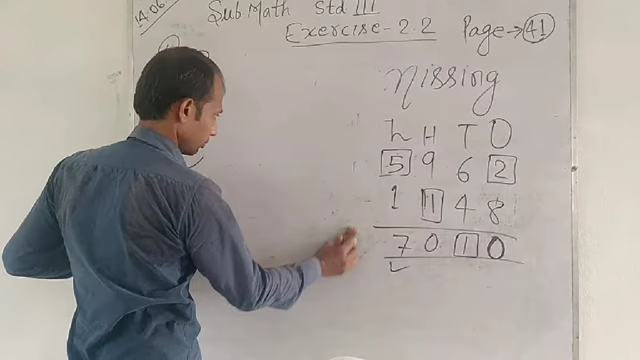 14.06
Sub. Math Std III
Exercise - 2.2 Page → 41
Missing
Th H T O
5 9 6 2
1 4 8
7 0 1 0